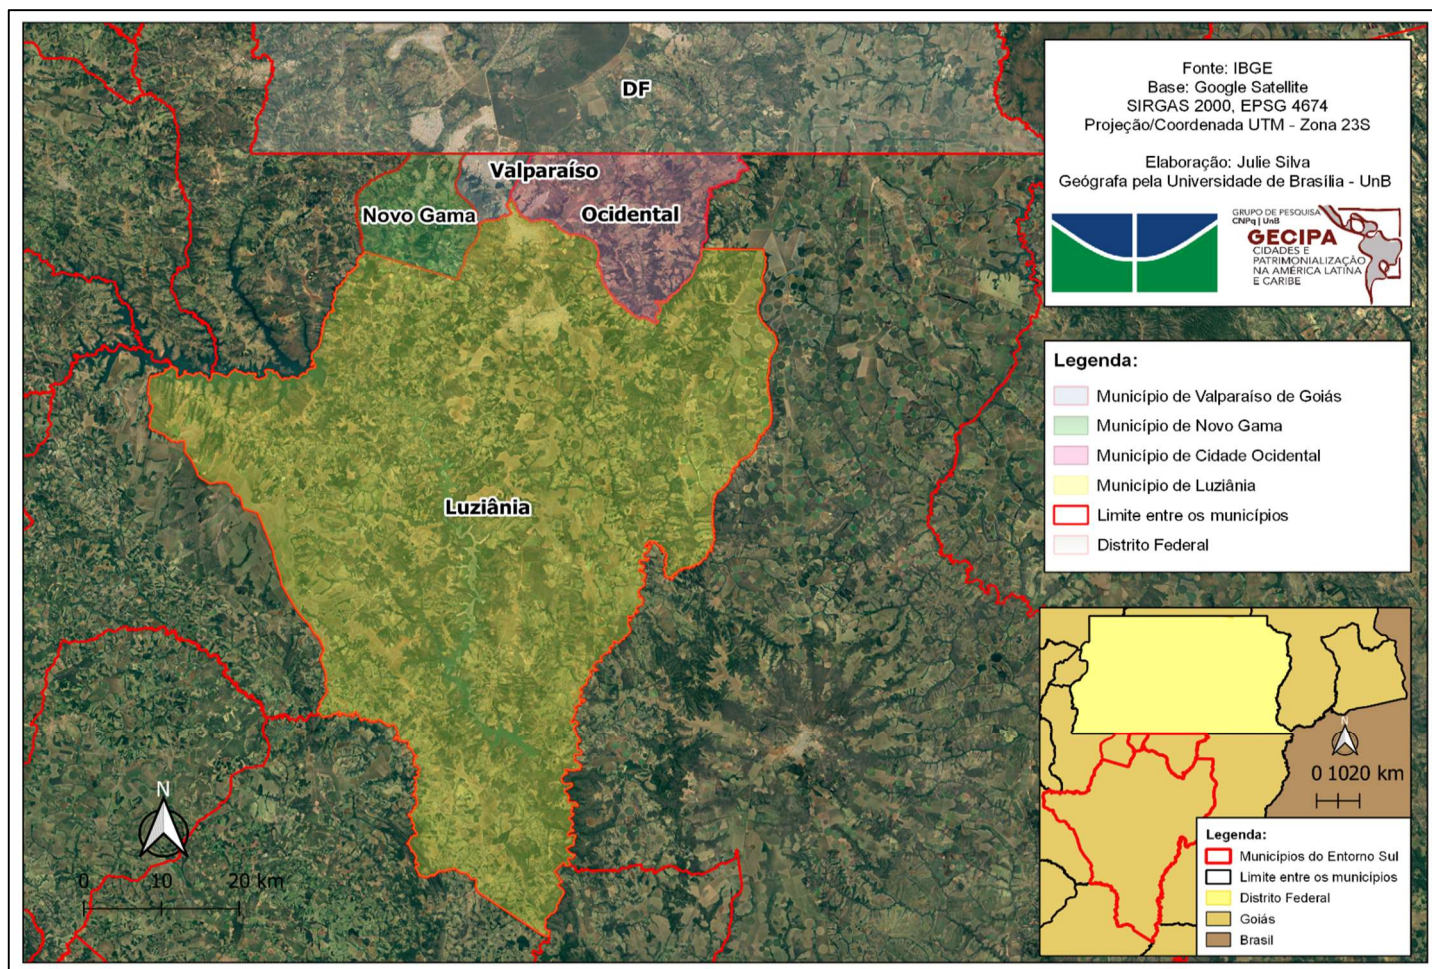 DF
Valparaíso
Novo Gama
Ocidental
Luziânia
N
0 10 20 km
Fonte: IBGE
Base: Google Satellite
SIRGAS 2000, EPSG 4674
Projeção/Coordenada UTM - Zona 23S
Elaboração: Julie Silva
Geógrafa pela Universidade de Brasília - UnB
GRUPO DE PESQUISA
CNPq | UnB
GECIPA
CIDADES E
PATRIMONIALIZAÇÃO
NA AMÉRICA LATINA
E CARIBE
Legenda:
Município de Valparaíso de Goiás
Município de Novo Gama
Município de Cidade Ocidental
Município de Luziânia
Limite entre os municípios
Distrito Federal
N
0 1020 km
Legenda:
Municípios do Entorno Sul
Limite entre os municipios
Distrito Federal
Goiás
Brasil